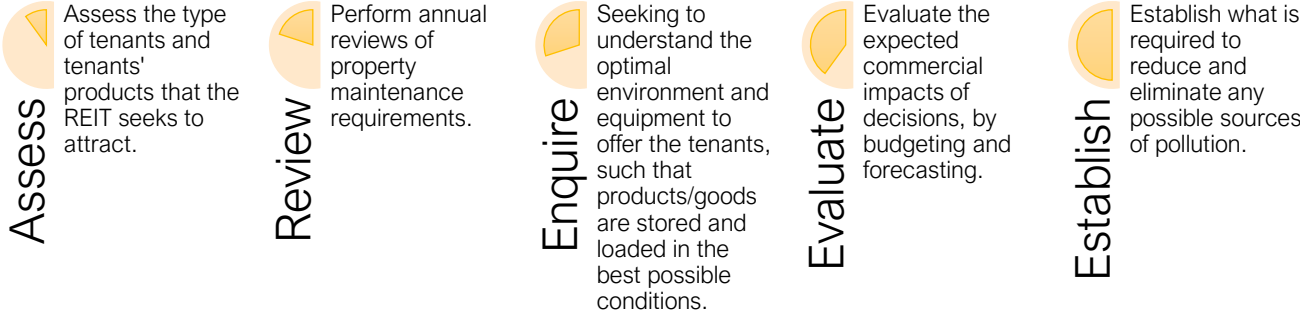 Assess
Assess the type
of tenants and
tenants'
products that the
REIT seeks to
attract.
Review
Perform annual
reviews of
property
maintenance
requirements.
Enquire
Seeking to
understand the
optimal
environment and
equipment to
offer the tenants,
such that
products/goods
are stored and
loaded in the
best possible
conditions.
Evaluate
Evaluate the
expected
commercial
impacts of
decisions, by
budgeting and
forecasting.
Establish
Establish what is
required to
reduce and
eliminate any
possible sources
of pollution.